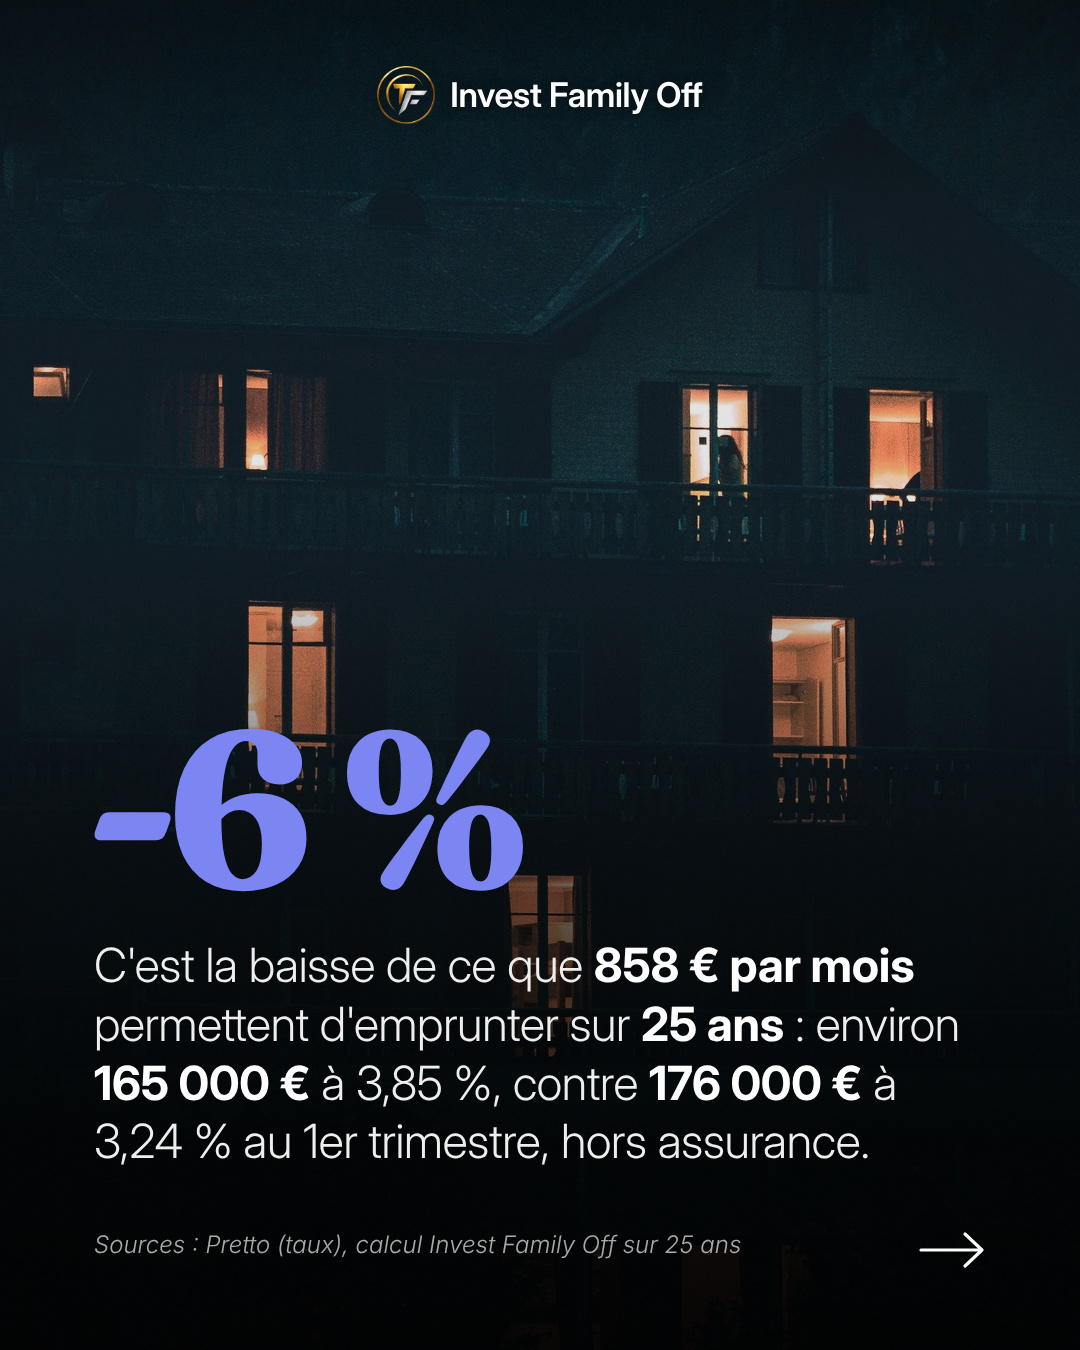 Invest Family Off
-6 %
C'est la baisse de ce que 858 € par mois
permettent d'emprunter sur 25 ans : environ
165 000 € à 3,85 %, contre 176 000 € à
3,24 % au 1er trimestre, hors assurance.
Sources : Pretto (taux), calcul Invest Family Off sur 25 ans